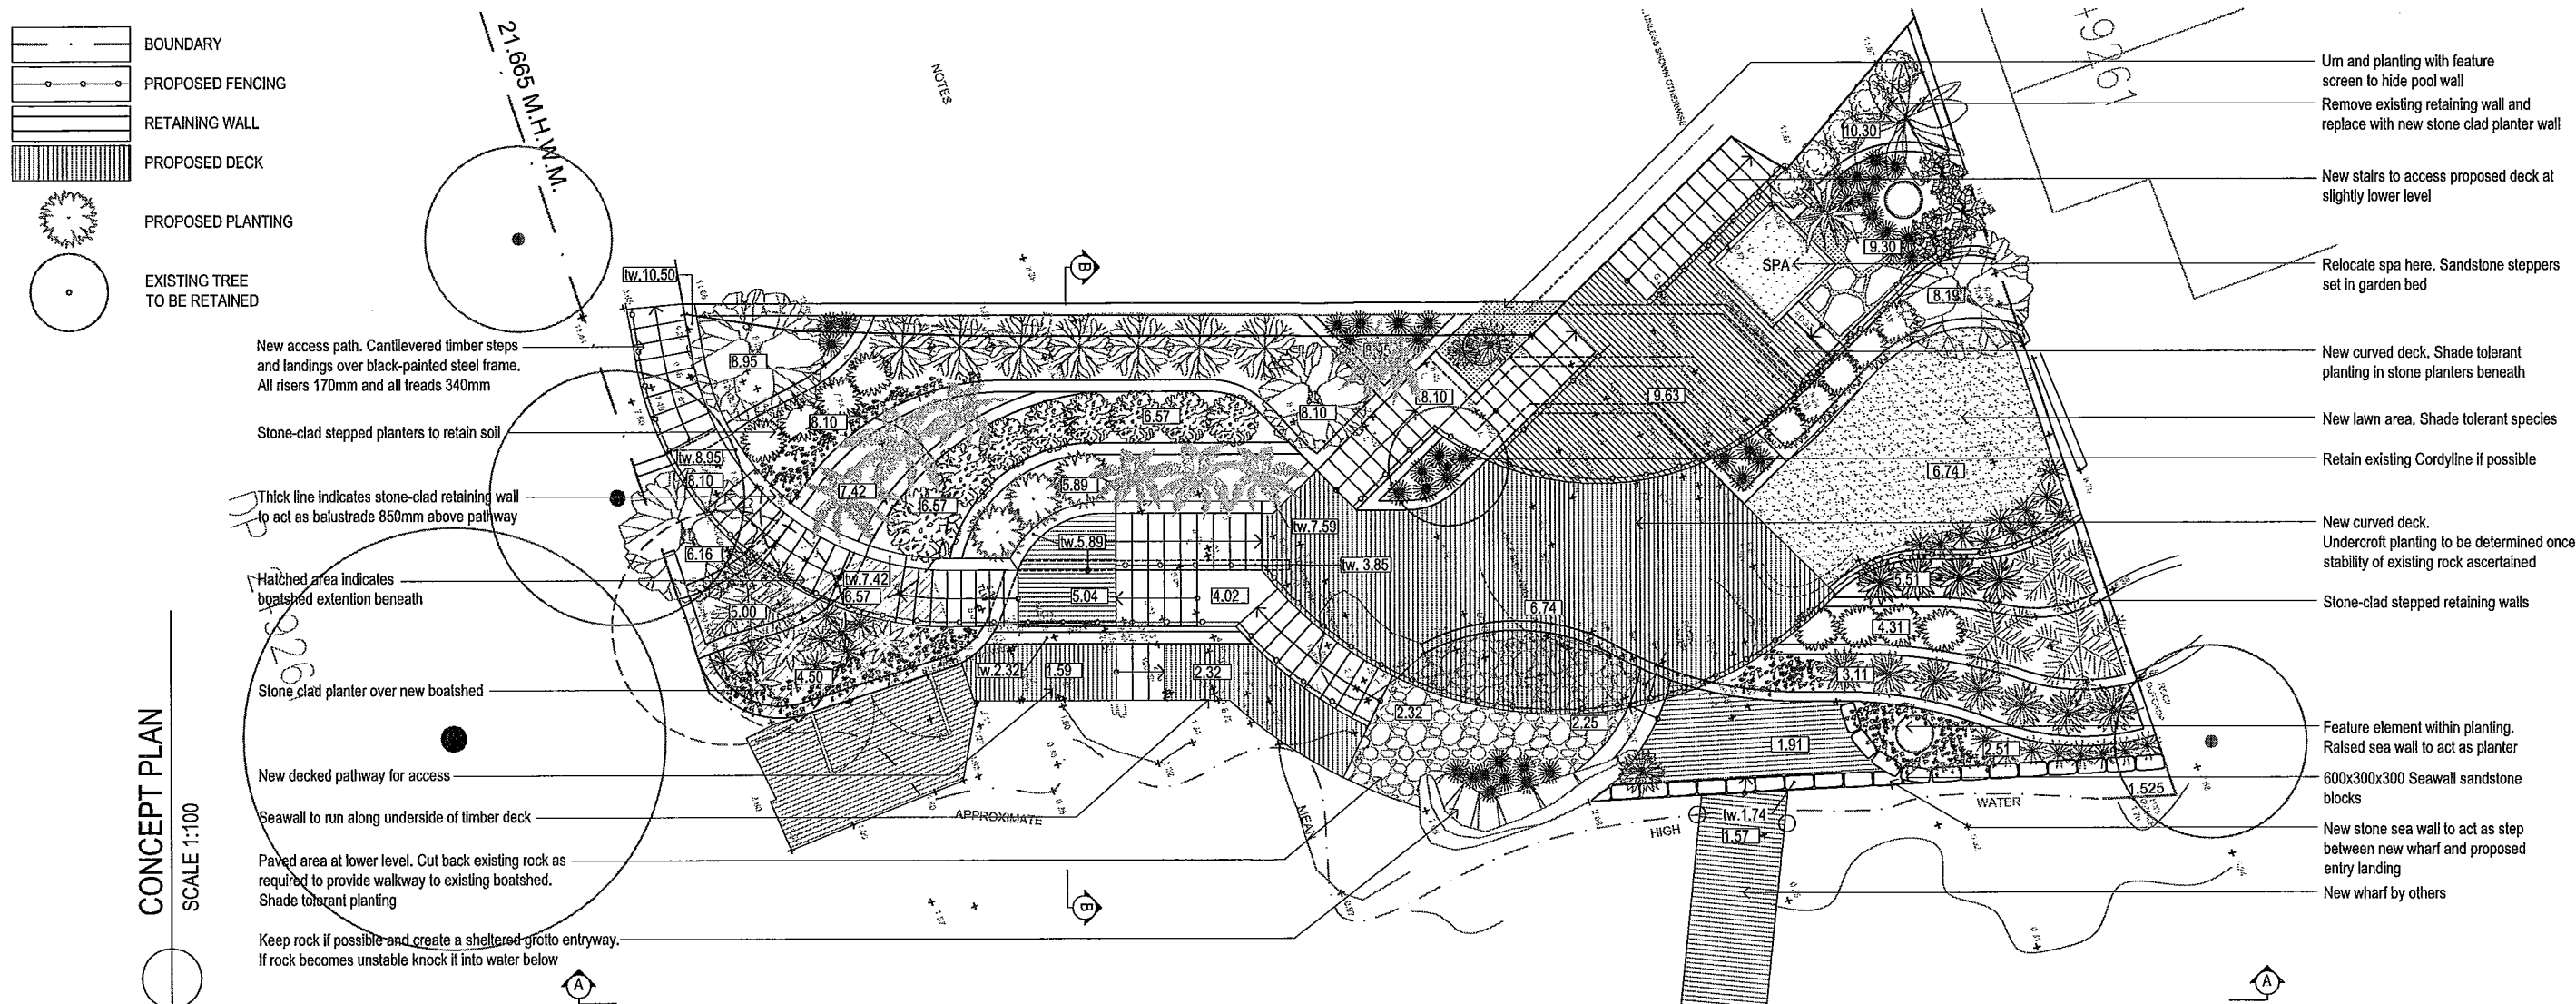 BOUNDARY
PROPOSED FENCING
RETAINING WALL
PROPOSED DECK
PROPOSED PLANTING
EXISTING TREE
TO BE RETAINED
21.665 M.H.W.M.
NOTES
UNLESS SHOWN OTHERWISE
+9261
Urn and planting with feature
screen to hide pool wall
Remove existing retaining wall and
replace with new stone clad planter wall
New stairs to access proposed deck at
slightly lower level
Relocate spa here. Sandstone steppers
set in garden bed
New curved deck. Shade tolerant
planting in stone planters beneath
New lawn area. Shade tolerant species
Retain existing Cordyline if possible
New curved deck.
Undercroft planting to be determined once
stability of existing rock ascertained
Stone-clad stepped retaining walls
Feature element within planting.
Raised sea wall to act as planter
600x300x300 Seawall sandstone
blocks
New stone sea wall to act as step
between new wharf and proposed
entry landing
New wharf by others
New access path. Cantilevered timber steps
and landings over black-painted steel frame.
All risers 170mm and all treads 340mm
Stone-clad stepped planters to retain soil
Thick line indicates stone-clad retaining wall
to act as balustrade 850mm above pathway
Hatched area indicates
boatshed extention beneath
Stone clad planter over new boatshed
New decked pathway for access
Seawall to run along underside of timber deck
Paved area at lower level. Cut back existing rock as
required to provide walkway to existing boatshed.
Shade tolerant planting
Keep rock if possible and create a sheltered grotto entryway.
If rock becomes unstable knock it into water below
CONCEPT PLAN
SCALE 1:100
B
tw.10.50
10.30
SPA
9.30
8.19
8.95
8.95
8.10
8.10
8.10
6.57
9.63
tw.8.95
8.10
7.42
6.57
5.89
6.74
tw.7.59
tw.5.89
tw. 3.85
6.16
tw.7.42
6.57
5.00
5.04
4.02
6.74
5.51
4.31
4.50
tw.2.32
1.59
2.32
3.11
2.32
2.25
1.91
2.51
1.525
tw.1.74
1.57
APPROXIMATE
MEAN
HIGH
WATER
B
A
A